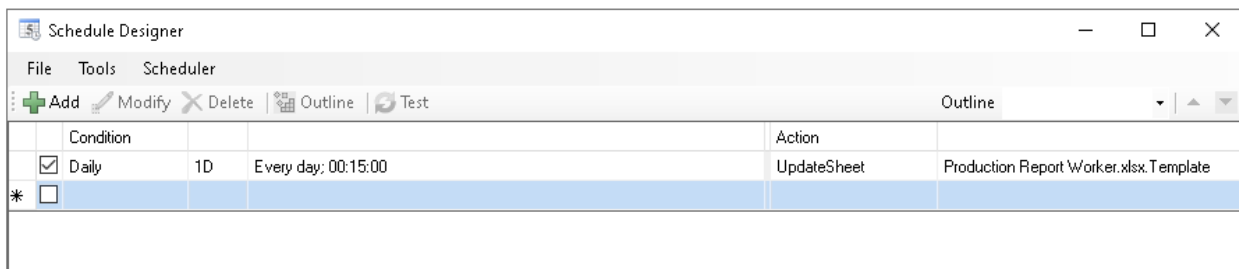 Schedule Designer
File Tools Scheduler
Add Modify Delete Outline Test Outline
Condition Action
Daily 1D Every day; 00:15:00 UpdateSheet Production Report Worker.xlsx.Template
*